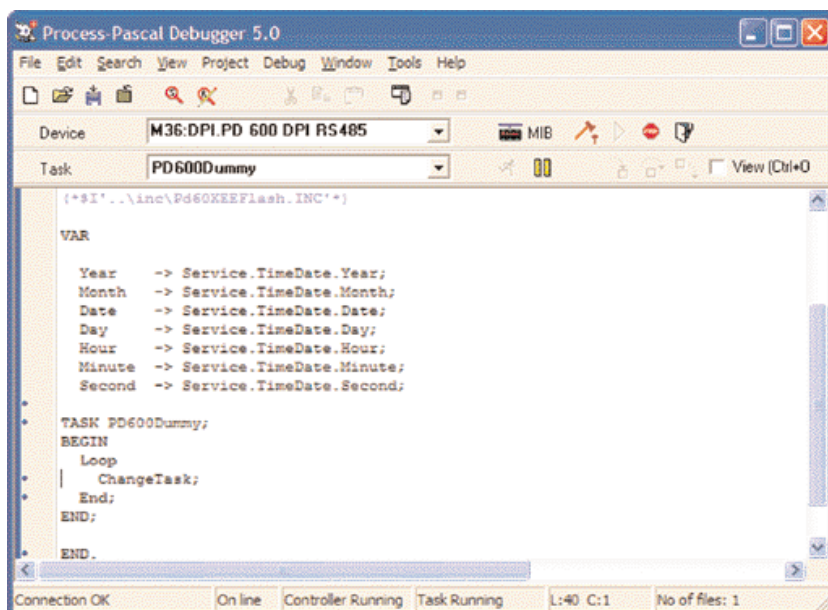 Process-Pascal Debugger 5.0
File Edit Search View Project Debug Window Tools Help
Device M36:DPI.PD 600 DPI RS485 MIB
Task PD600Dummy View (Ctrl+O
(*$I'..\inc\Pd60XEEFlash.INC'*)
VAR
Year -> Service.TimeDate.Year;
Month -> Service.TimeDate.Month;
Date -> Service.TimeDate.Date;
Day -> Service.TimeDate.Day;
Hour -> Service.TimeDate.Hour;
Minute -> Service.TimeDate.Minute;
Second -> Service.TimeDate.Second;
TASK PD600Dummy;
BEGIN
Loop
ChangeTask;
End;
END;
END.
Connection OK On line Controller Running Task Running L:40 C:1 No of files: 1